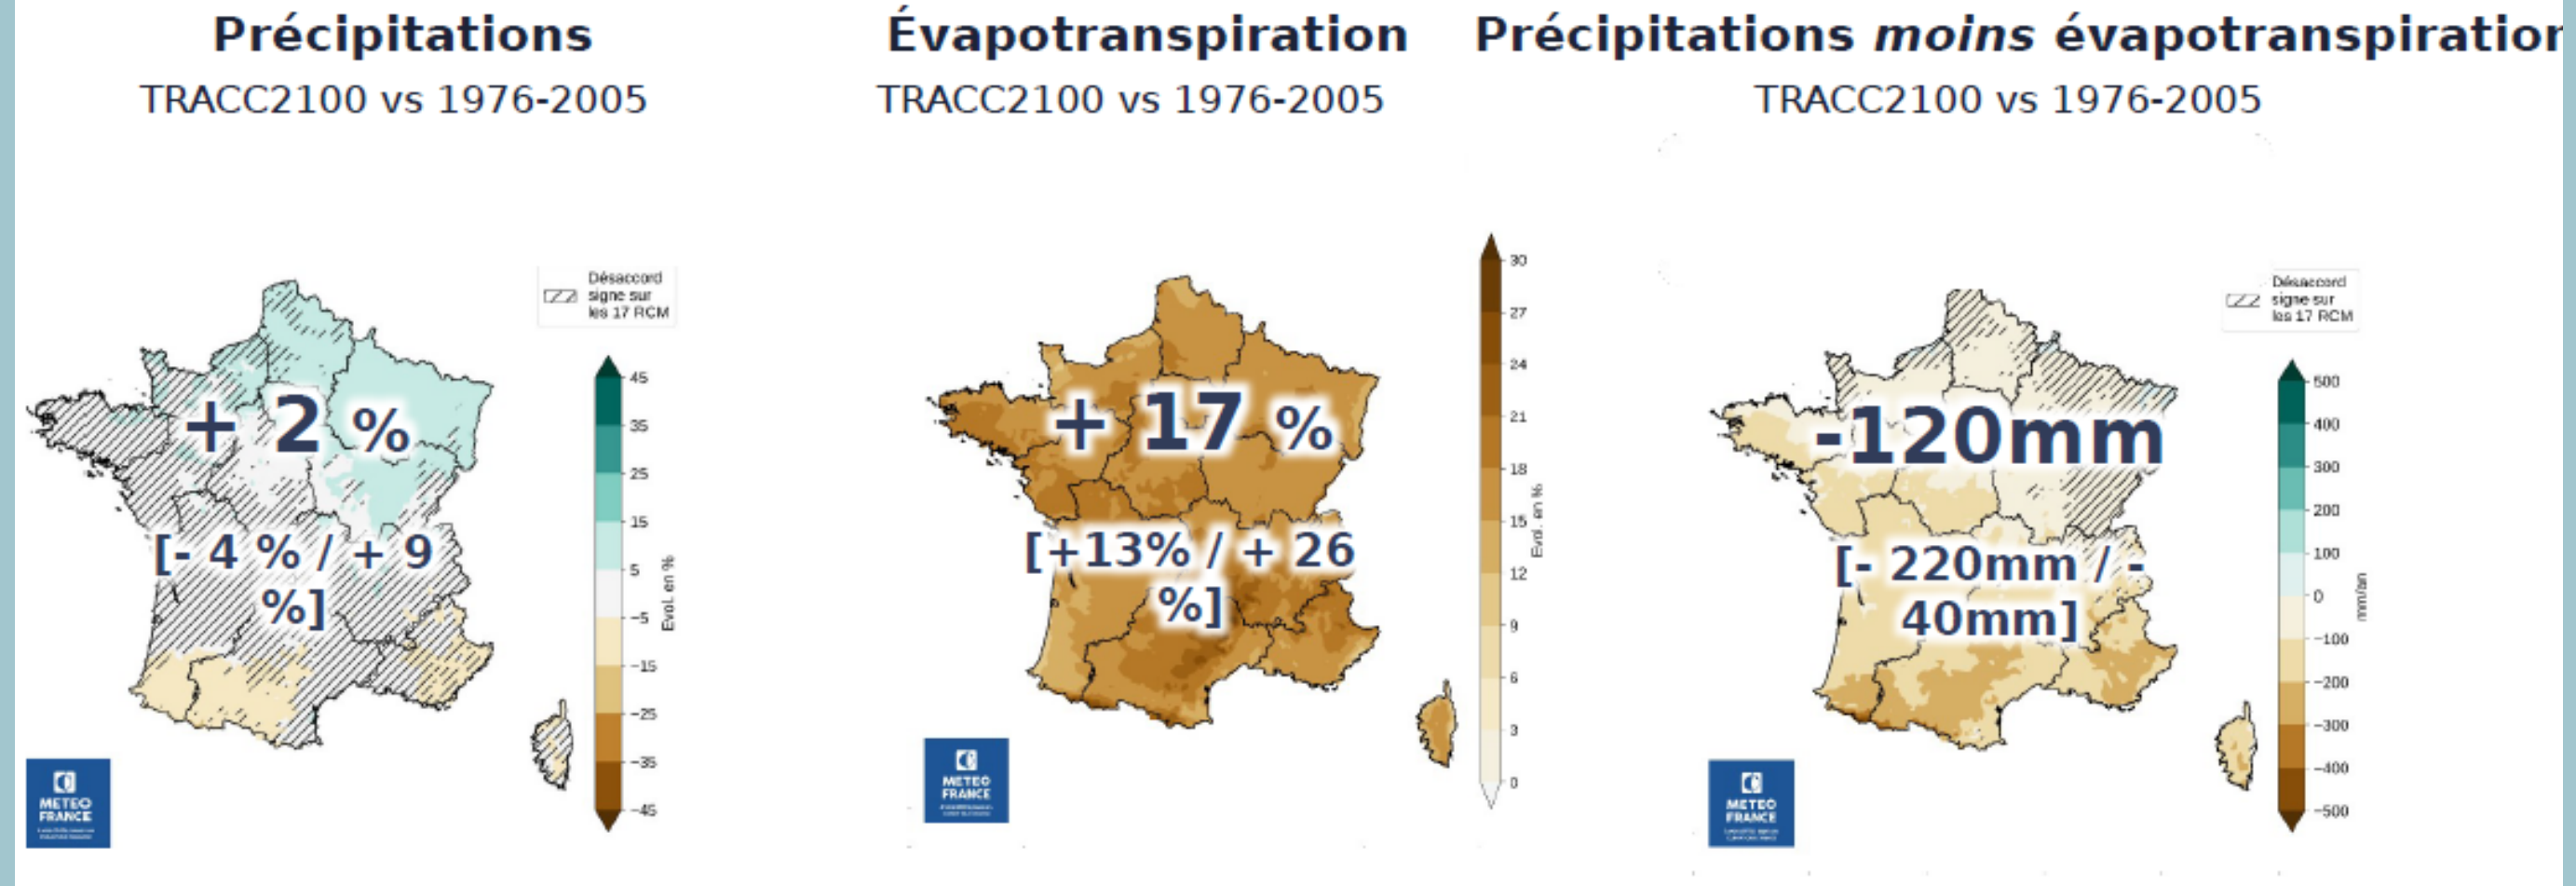 Précipitations
TRACC2100 vs 1976-2005
Désaccord
signe sur
les 17 RCM
+ 2 %
[- 4 % / + 9
%]
45
35
25
15
5
−5
−15
−25
−35
−45
Evol. en %
METEO
FRANCE
Évapotranspiration
TRACC2100 vs 1976-2005
+ 17 %
[+13% / + 26
%]
30
27
24
21
18
15
12
9
6
3
0
Evol. en %
METEO
FRANCE
Précipitations moins évapotranspiration
TRACC2100 vs 1976-2005
Désaccord
signe sur
les 17 RCM
-120mm
[- 220mm / -
40mm]
500
400
300
200
100
0
−100
−200
−300
−400
−500
mm/an
METEO
FRANCE